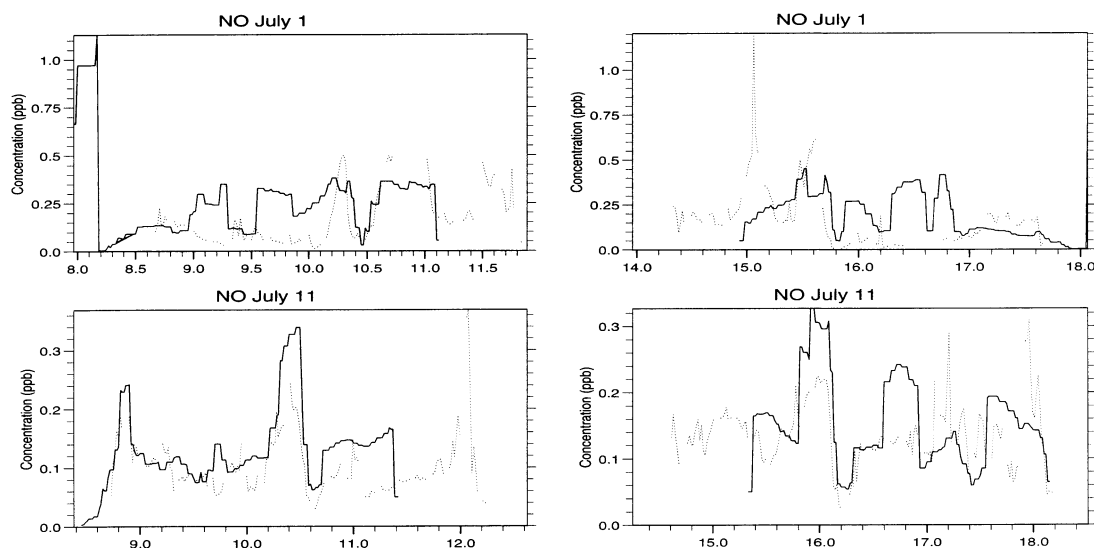 NO July 1
Concentration (ppb)
1.0
0.75
0.5
0.25
0.0
8.0 8.5 9.0 9.5 10.0 10.5 11.0 11.5
NO July 1
Concentration (ppb)
1.0
0.75
0.5
0.25
0.0
14.0 15.0 16.0 17.0 18.0
NO July 11
Concentration (ppb)
0.3
0.2
0.1
0.0
9.0 10.0 11.0 12.0
NO July 11
Concentration (ppb)
0.3
0.2
0.1
0.0
15.0 16.0 17.0 18.0